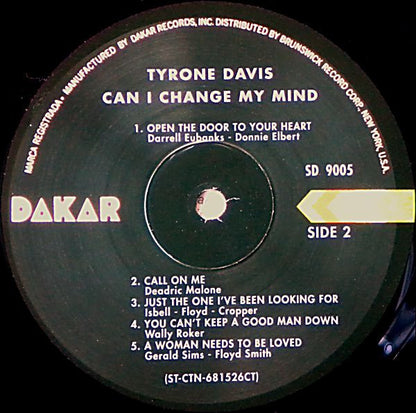 MARCA REGISTRADA • MANUFACTURED BY DAKAR RECORDS, INC. DISTRIBUTED BY BRUNSWICK RECORD CORP. NEW YORK, U.S.A.
TYRONE DAVIS
CAN I CHANGE MY MIND
1. OPEN THE DOOR TO YOUR HEART
Darrell Eubanks - Donnie Elbert
SD 9005
DAKAR
SIDE 2
2. CALL ON ME
Deadric Malone
3. JUST THE ONE I'VE BEEN LOOKING FOR
Isbell - Floyd - Cropper
4. YOU CAN'T KEEP A GOOD MAN DOWN
Wally Roker
5. A WOMAN NEEDS TO BE LOVED
Gerald Sims - Floyd Smith
(ST-CTN-681526CT)